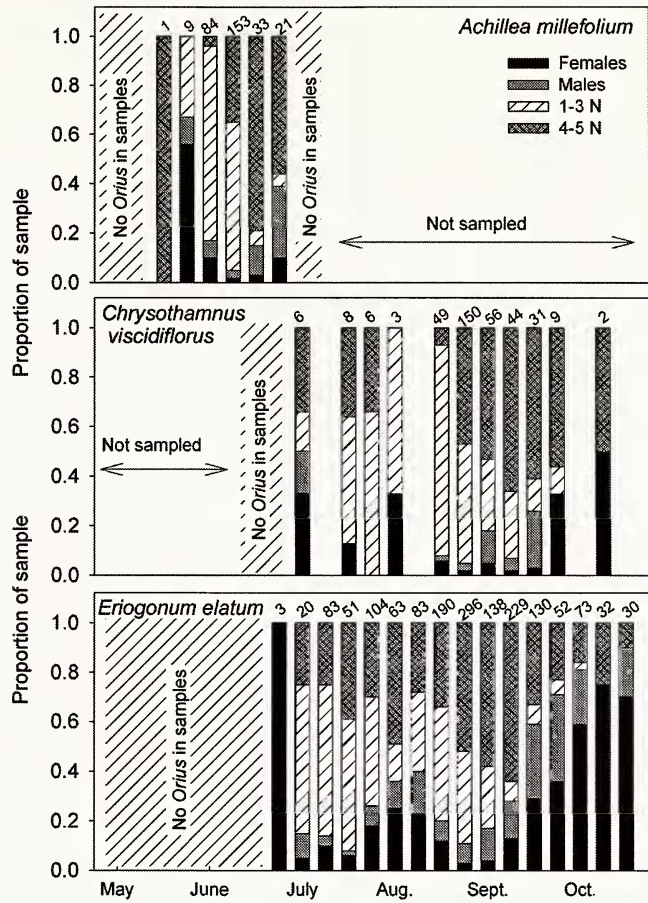 1 9 84 153 33 21
Achillea millefolium
Females
Males
1-3 N
4-5 N
No Orius in samples
No Orius in samples
Not sampled
1.0
0.8
0.6
0.4
0.2
0.0
Proportion of sample
6 8 6 3 49 150 56 44 31 9 2
Chrysothamnus
viscidiflorus
Not sampled
No Orius in samples
1.0
0.8
0.6
0.4
0.2
0.0
Proportion of sample
Eriogonum elatum
3 20 83 51 104 63 83 190 296 138 229 130 52 73 32 30
No Orius in samples
1.0
0.8
0.6
0.4
0.2
0.0
May June July Aug. Sept. Oct.